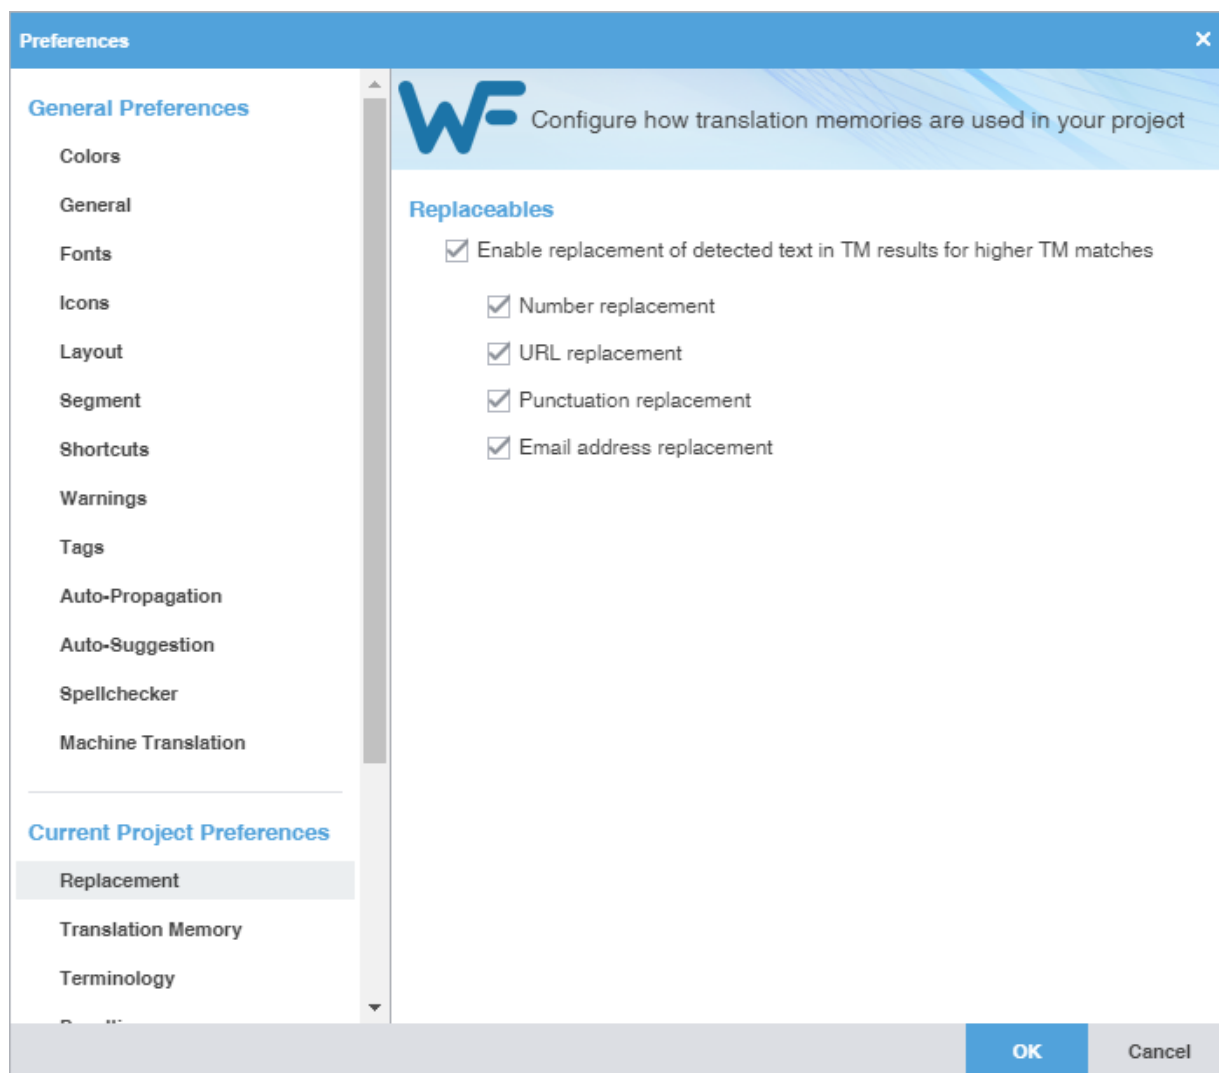 Preferences
General Preferences
Colors
General
Fonts
Icons
Layout
Segment
Shortcuts
Warnings
Tags
Auto-Propagation
Auto-Suggestion
Spellchecker
Machine Translation
Current Project Preferences
Replacement
Translation Memory
Terminology
WF Configure how translation memories are used in your project
Replaceables
Enable replacement of detected text in TM results for higher TM matches
Number replacement
URL replacement
Punctuation replacement
Email address replacement
OK Cancel